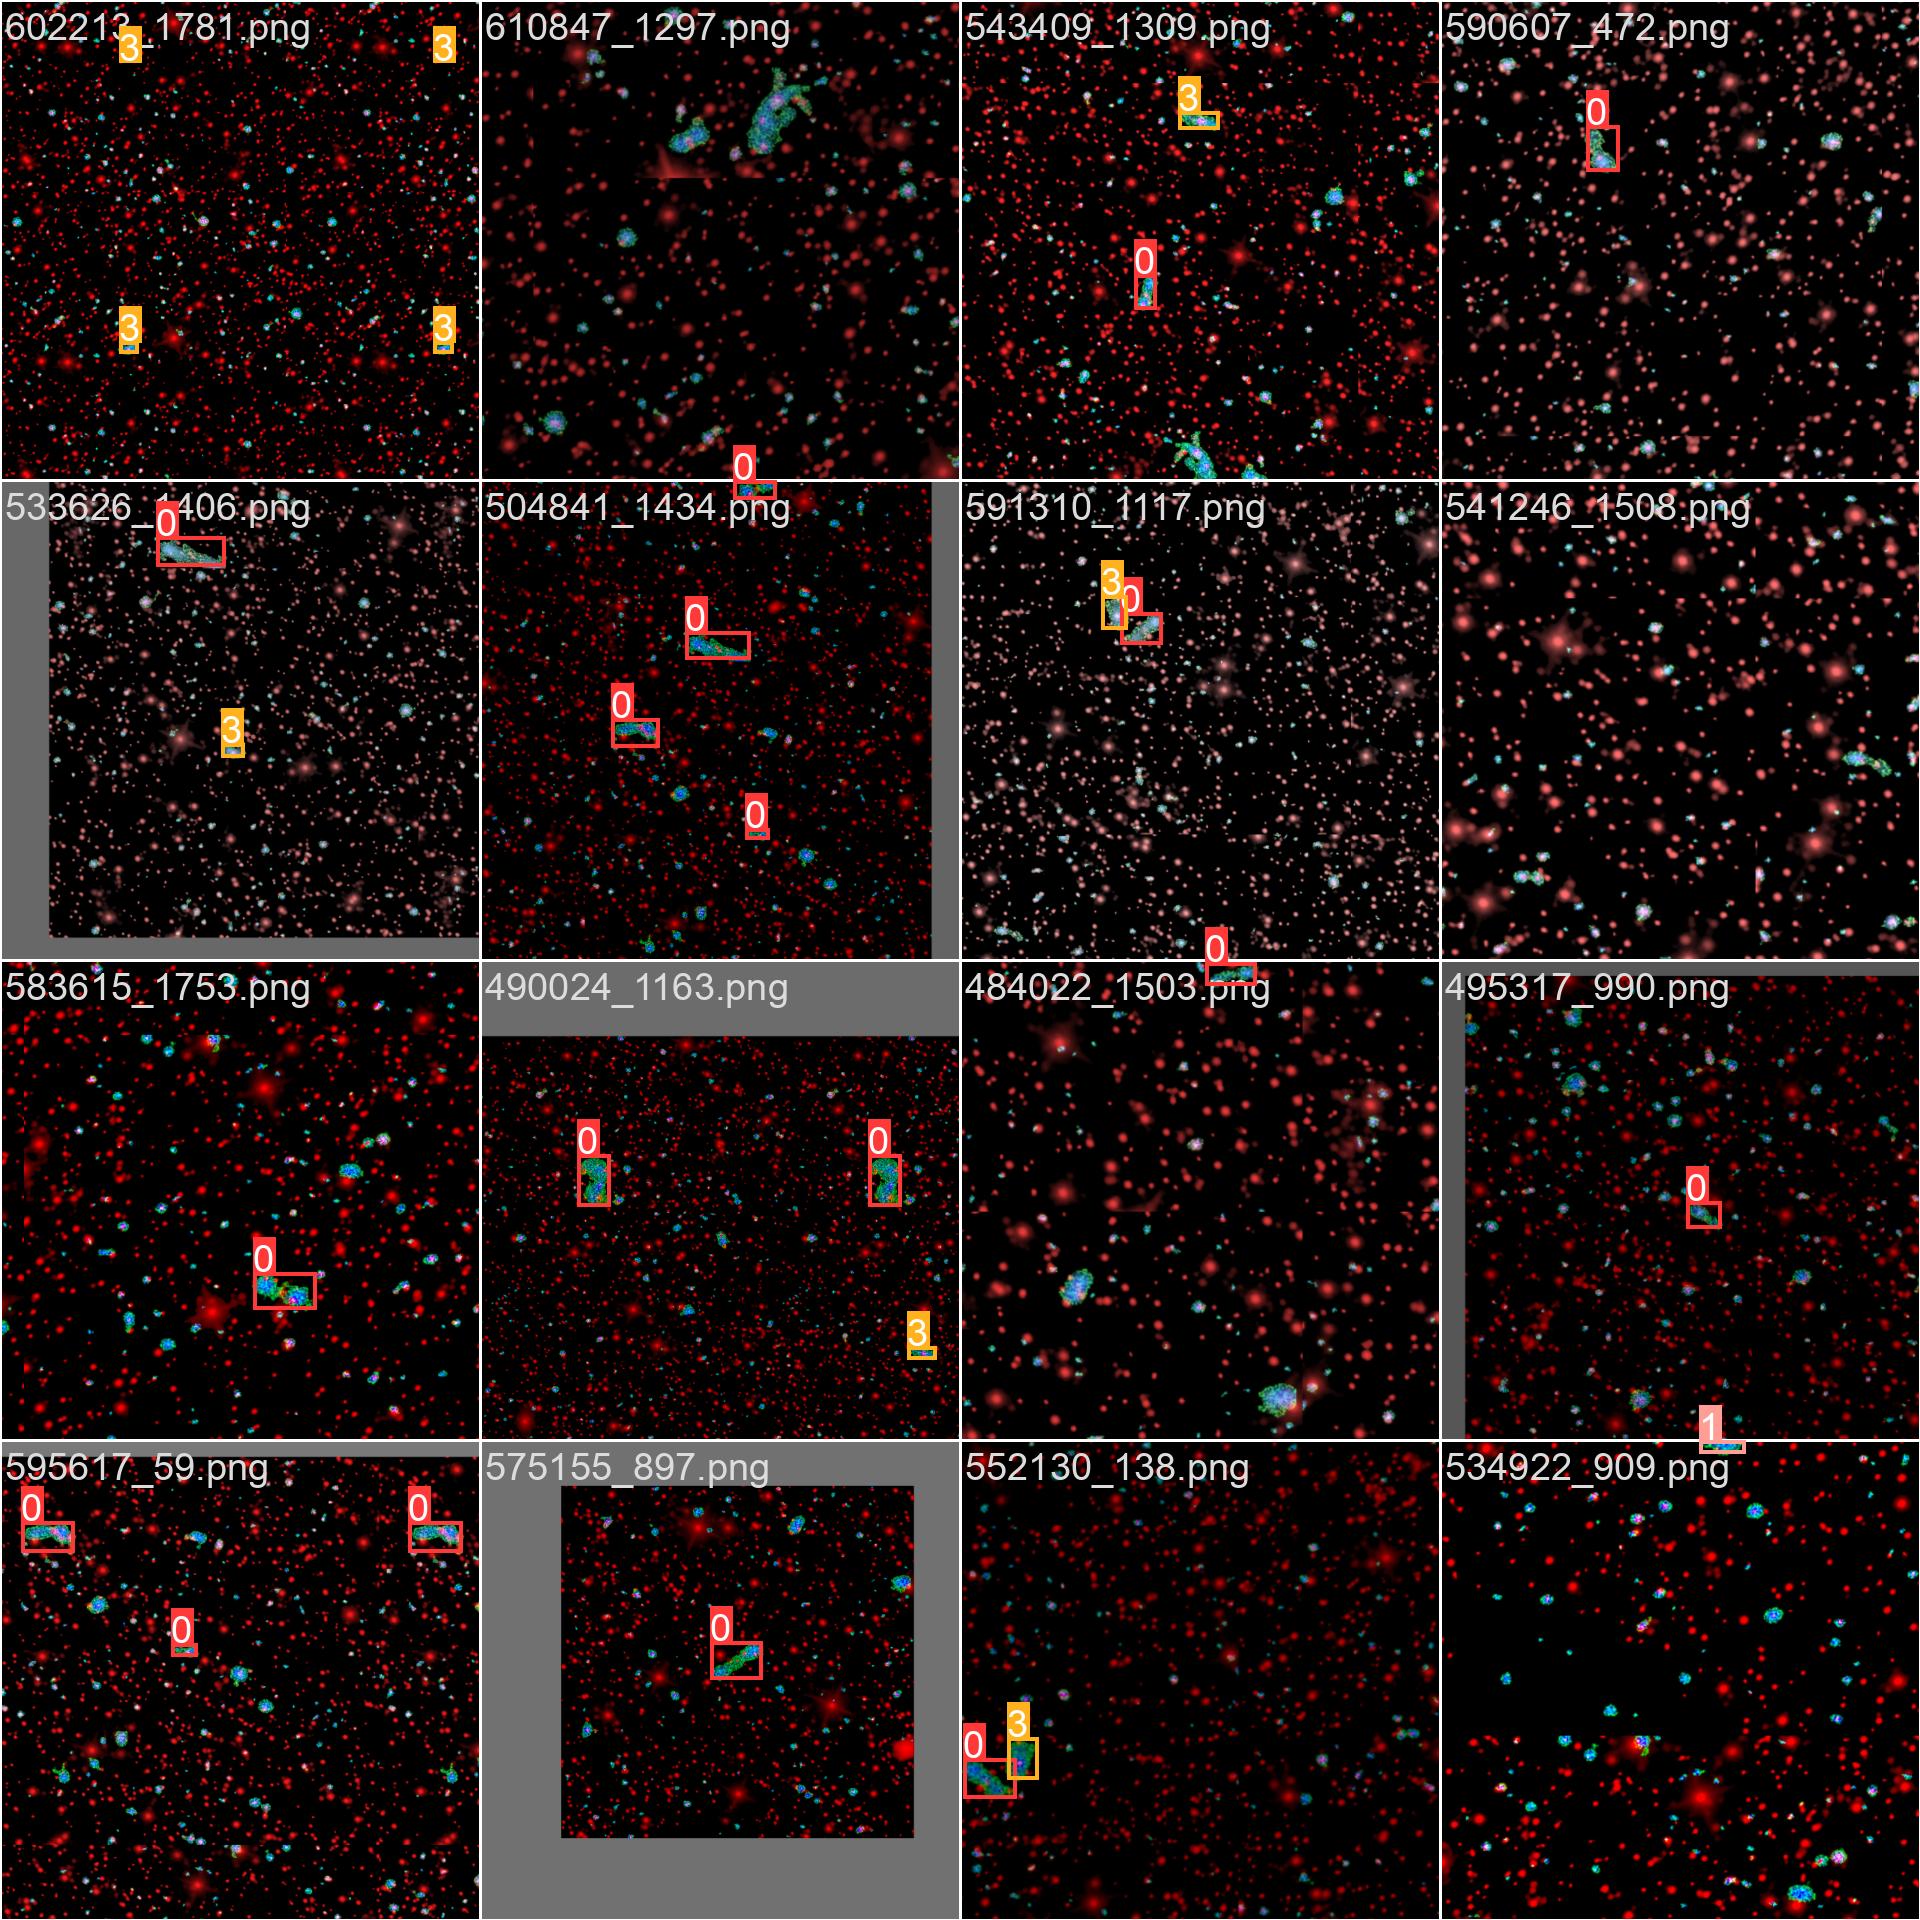 602213_1781.png
610847_1297.png
543409_1309.png
590607_472.png
3
3
3
0
0
3
3
0
533626_1406.png
504841_1434.png
591310_1117.png
541246_1508.png
0
3
0
0
0
0
3
0
583615_1753.png
490024_1163.png
484022_1503.png
495317_990.png
0
0
0
0
3
0
595617_59.png
575155_897.png
552130_138.png
534922_909.png
1
0
0
0
0
3
0